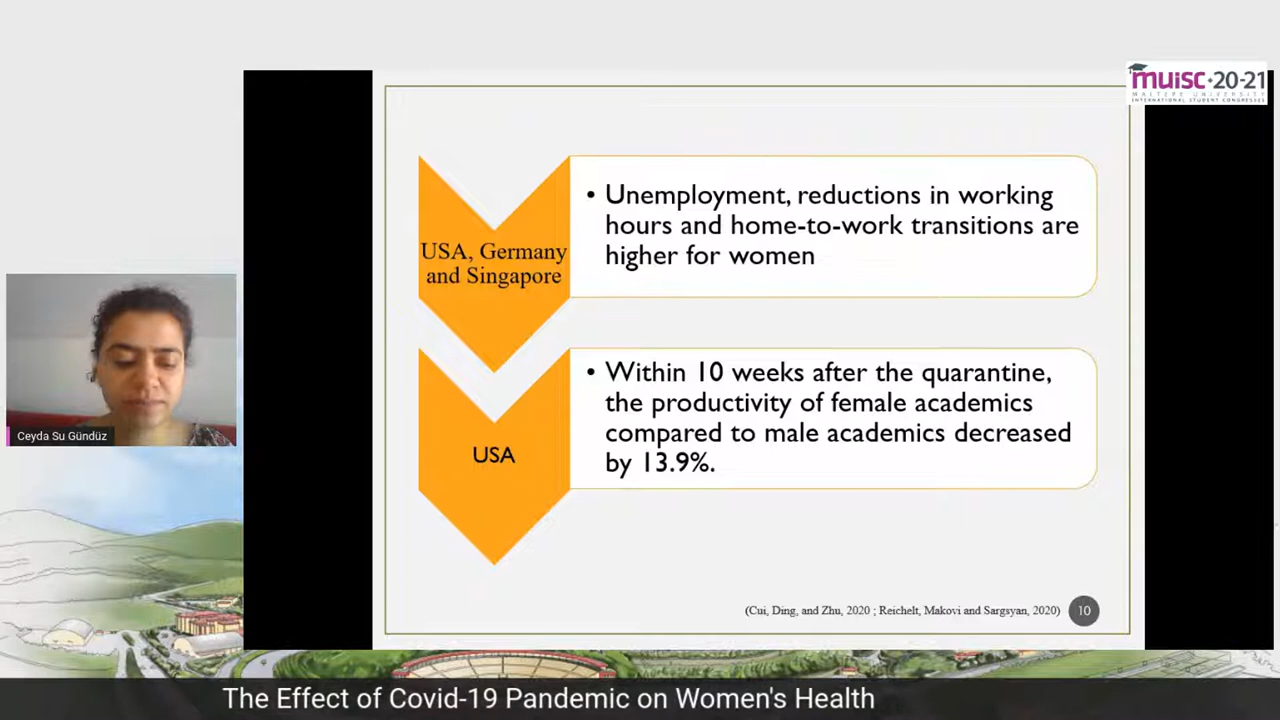 muisc•20-21
MALTEPE UNIVERSITY
INTERNATIONAL STUDENT CONGRESSES
USA, Germany
and Singapore
• Unemployment, reductions in working
hours and home-to-work transitions are
higher for women
USA
• Within 10 weeks after the quarantine,
the productivity of female academics
compared to male academics decreased
by 13.9%.
Ceyda Su Gündüz
(Cui, Ding, and Zhu, 2020 ; Reichelt, Makovi and Sargsyan, 2020)
10
The Effect of Covid-19 Pandemic on Women's Health